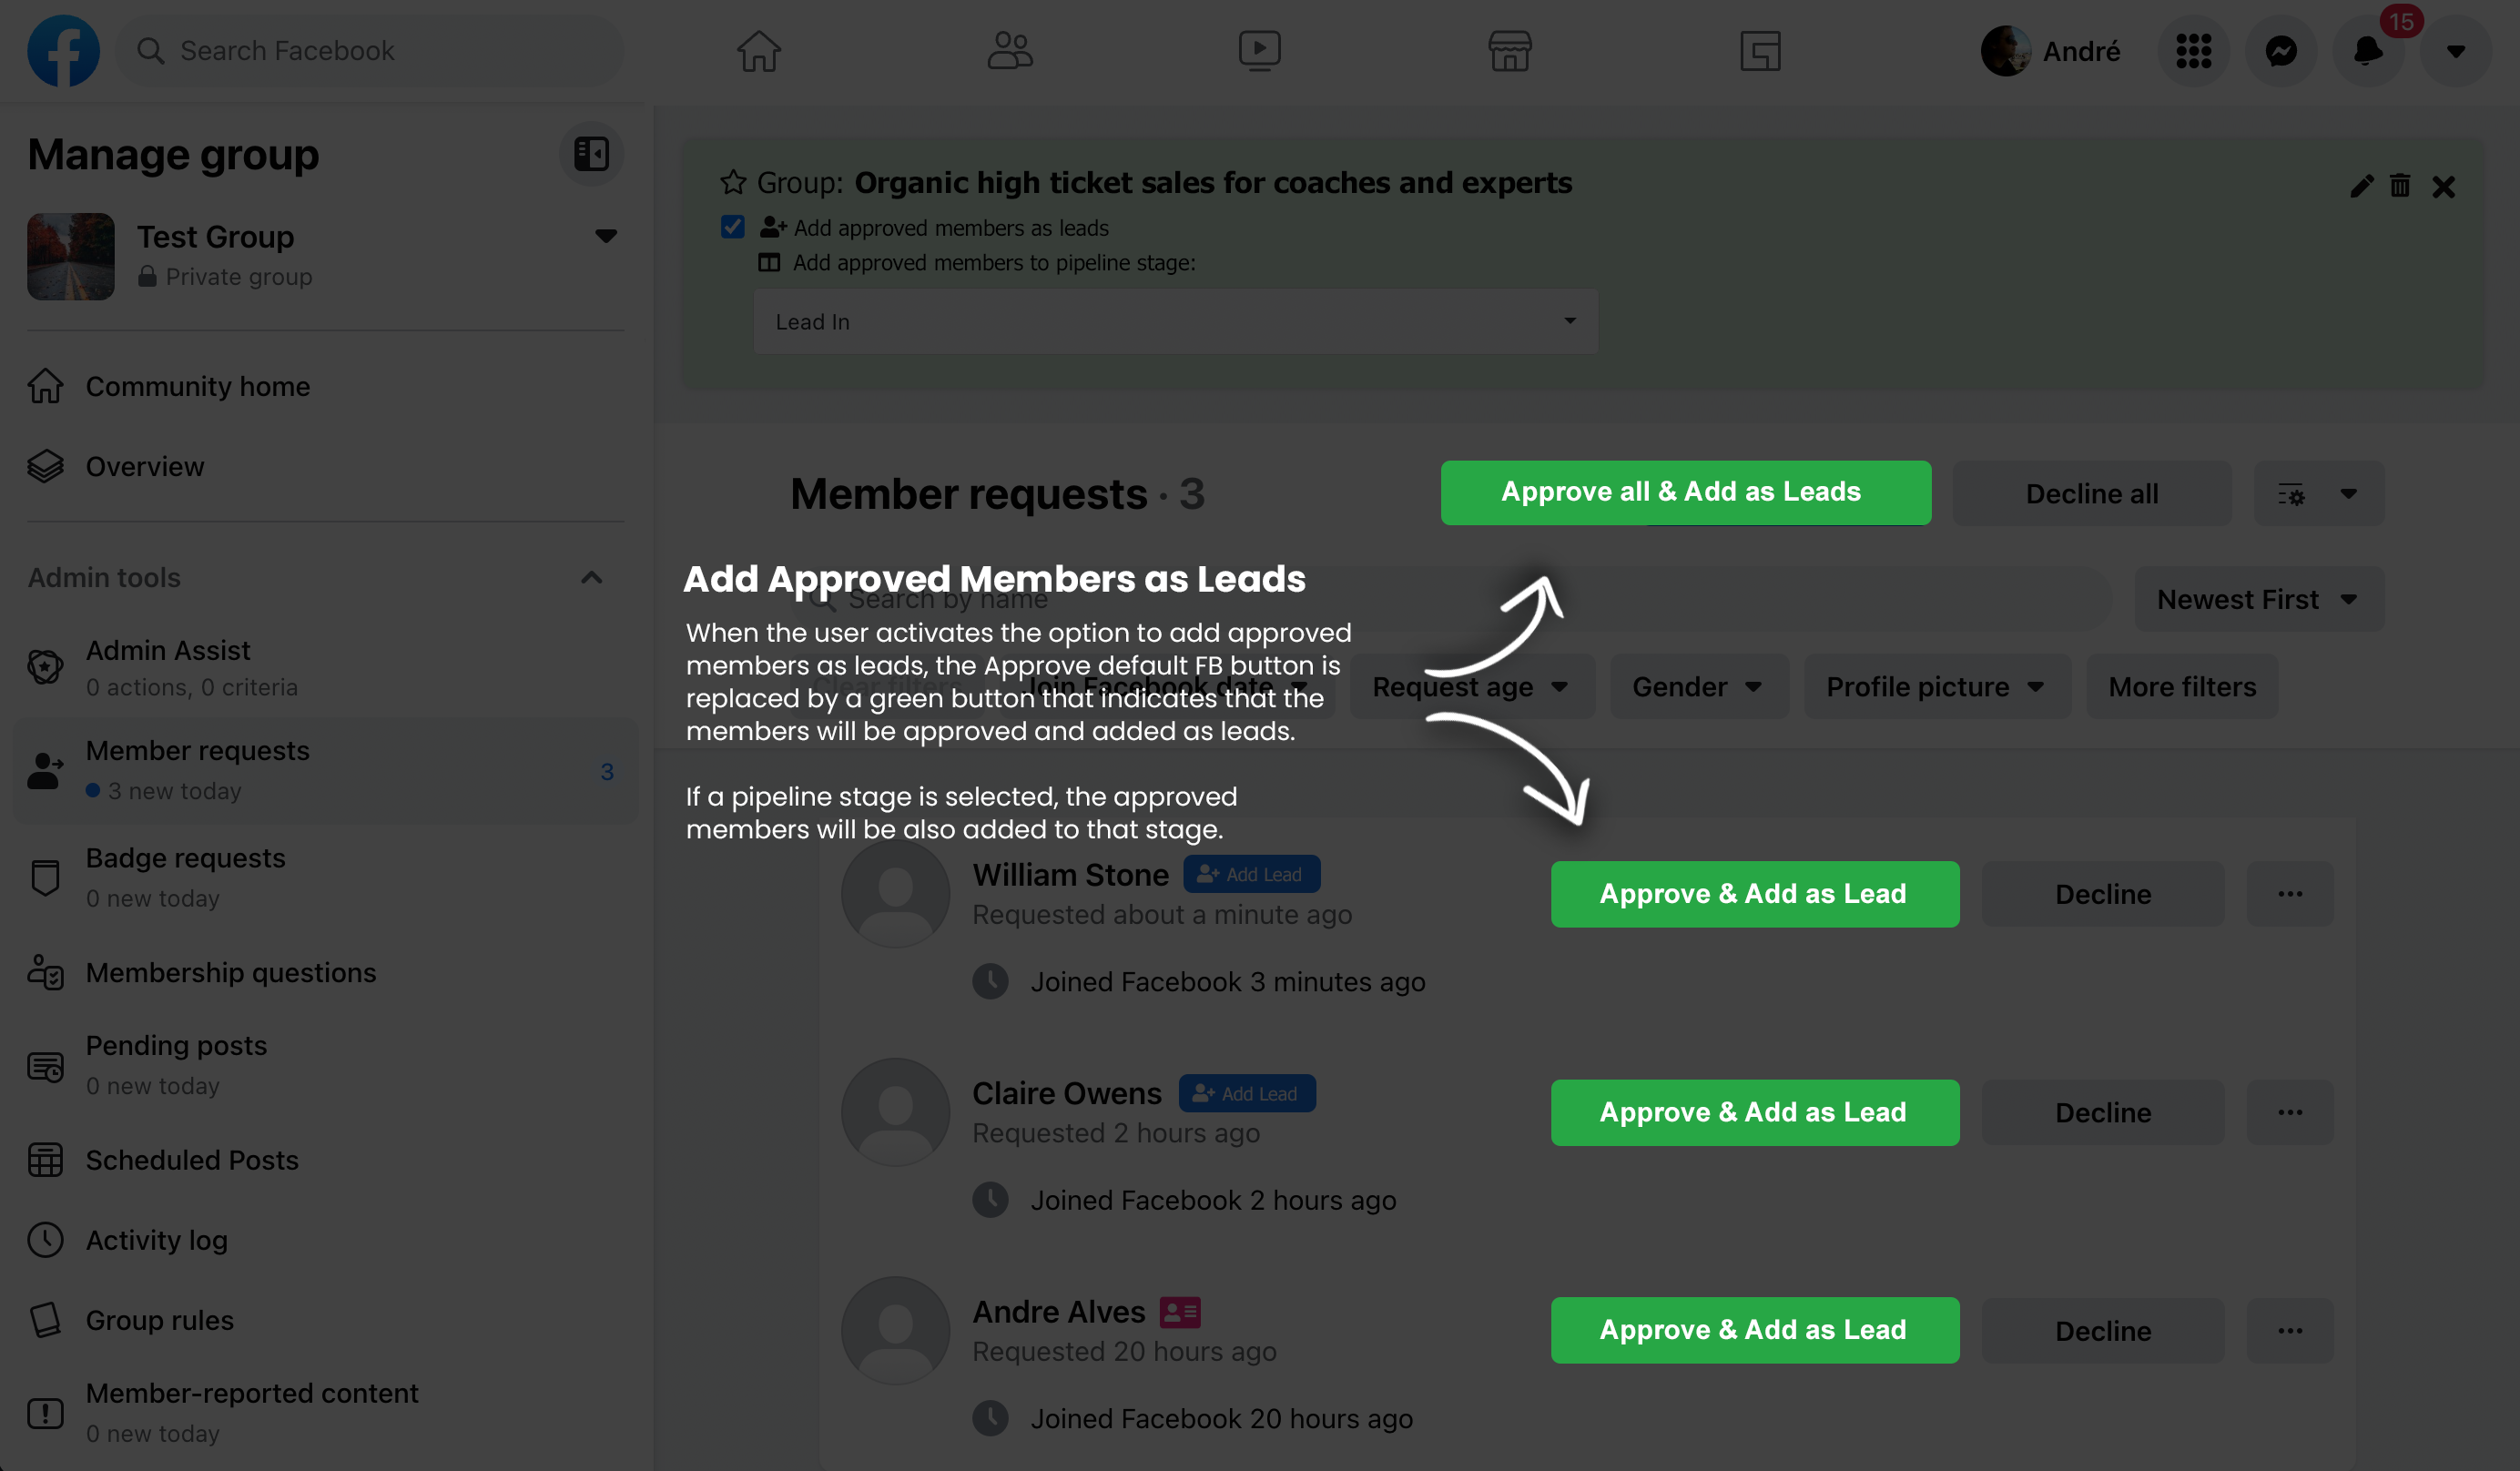 Search Facebook
André
15
Manage group
Test Group
Private group
Community home
Overview
Admin tools
Admin Assist
0 actions, 0 criteria
Member requests
3 new today
3
Badge requests
0 new today
Membership questions
Pending posts
0 new today
Scheduled Posts
Activity log
Group rules
Member-reported content
0 new today
Group: Organic high ticket sales for coaches and experts
Add approved members as leads
Add approved members to pipeline stage:
Lead In
Member requests · 3
Approve all & Add as Leads
Decline all
Add Approved Members as Leads
Search by name
Newest First
When the user activates the option to add approved
members as leads, the Approve default FB button is
replaced by a green button that indicates that the
members will be approved and added as leads.
If a pipeline stage is selected, the approved
members will be also added to that stage.
Clear filters
Join Facebook date
Request age
Gender
Profile picture
More filters
William Stone
Add Lead
Requested about a minute ago
Joined Facebook 3 minutes ago
Approve & Add as Lead
Decline
Claire Owens
Add Lead
Requested 2 hours ago
Joined Facebook 2 hours ago
Approve & Add as Lead
Decline
Andre Alves
Requested 20 hours ago
Joined Facebook 20 hours ago
Approve & Add as Lead
Decline